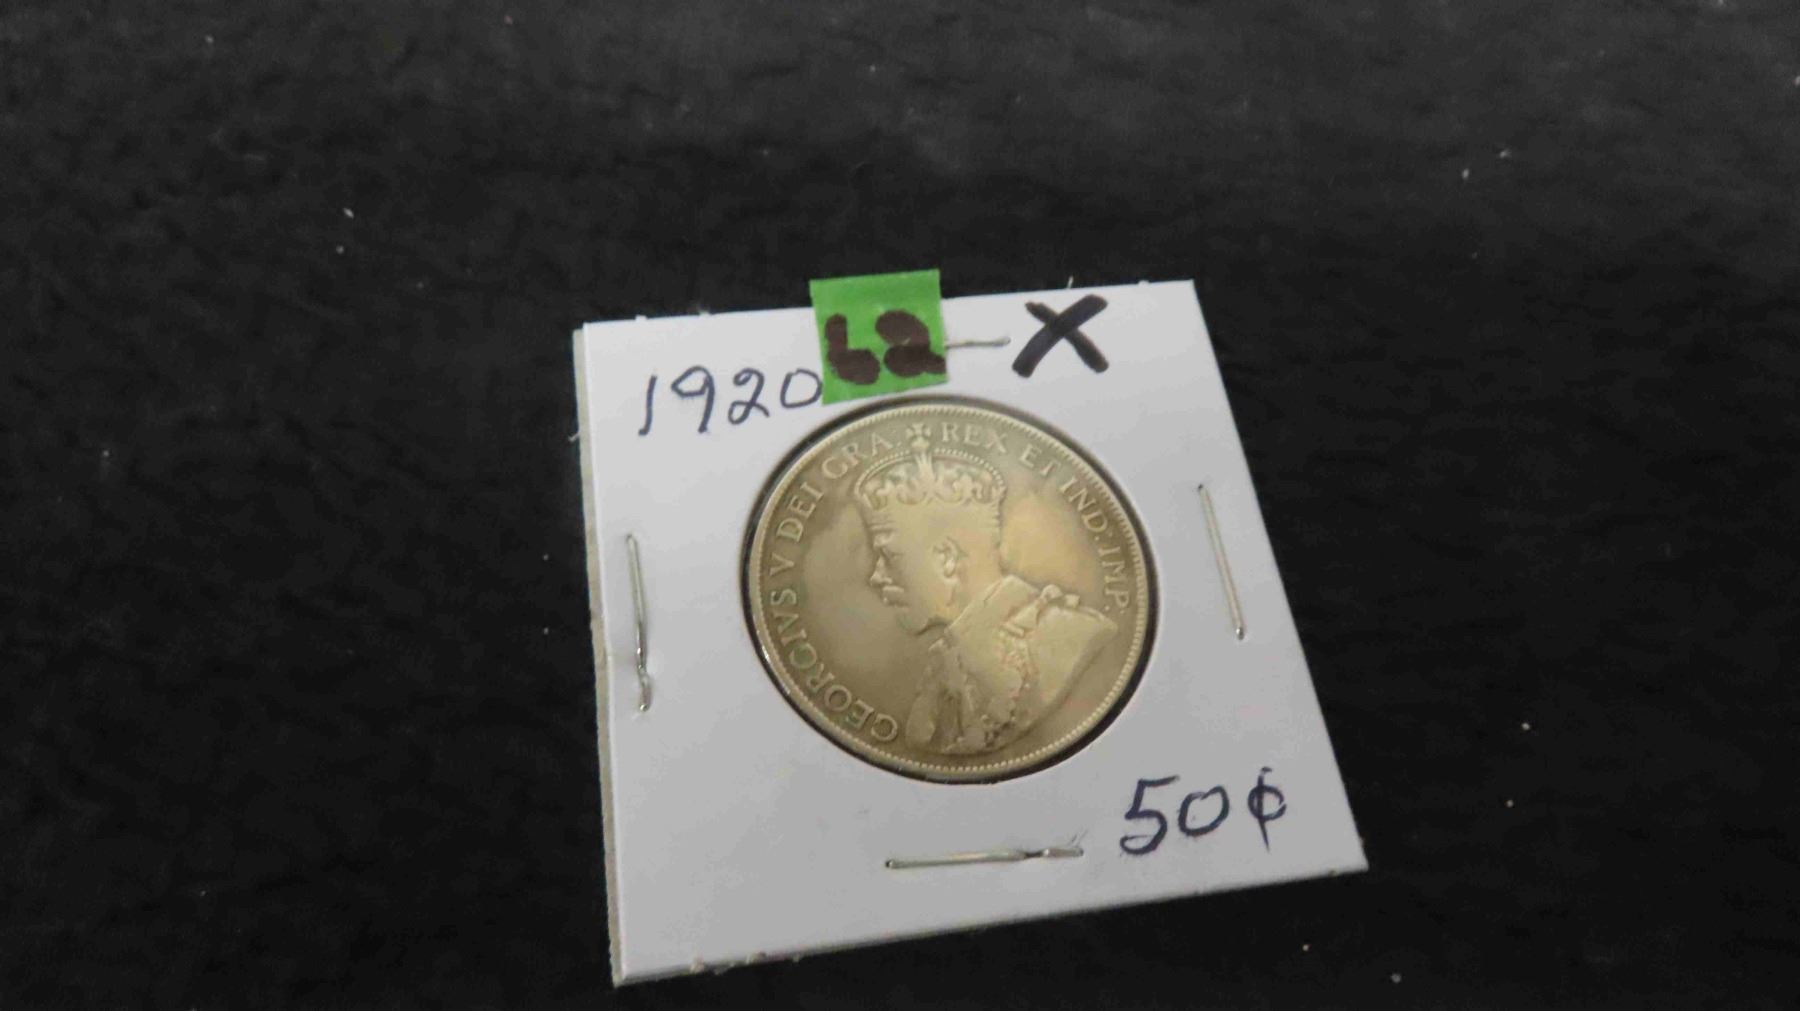 62
X
1920
GEORGIVS V DEI GRA: REX ET IND: IMP.
50¢